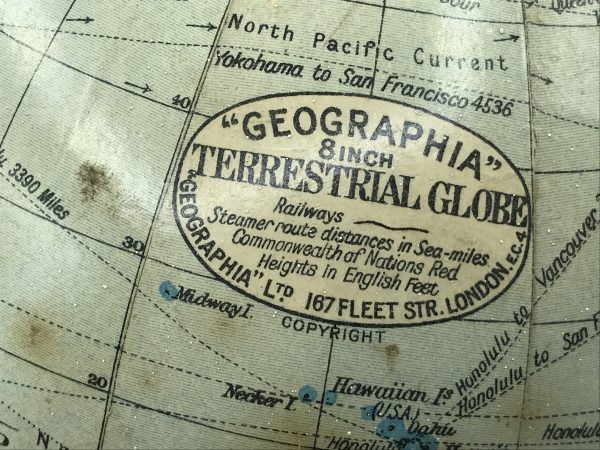 North Pacific Current
Yokohama to San Francisco 4536
40
"GEOGRAPHIA"
8 INCH
TERRESTRIAL GLOBE
Railways
Steamer route distances in Sea-miles
Commonwealth of Nations Red
Heights in English Feet
"GEOGRAPHIA" LTD 167 FLEET STR. LONDON. E.C.4
COPYRIGHT
3390 Miles
30
Midway I.
Vancouver
Honolulu to
Honolulu to San F
20
Necker I.
Hawaiian Is
(U.S.A.)
Oahu
Honolulu
Honolulu